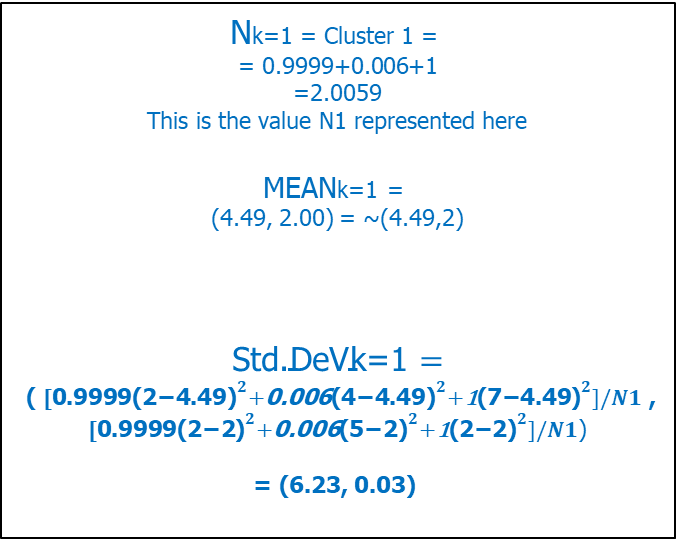 Nk=1 = Cluster 1 =
= 0.9999+0.006+1
=2.0059
This is the value N1 represented here
MEANk=1 =
(4.49, 2.00) = ~(4.49,2)
Std.DeVk=1 =
( [0.9999(2−4.49)²+0.006(4−4.49)²+1(7−4.49)²]/N1 ,
[0.9999(2−2)²+0.006(5−2)²+1(2−2)²]/N1)
= (6.23, 0.03)